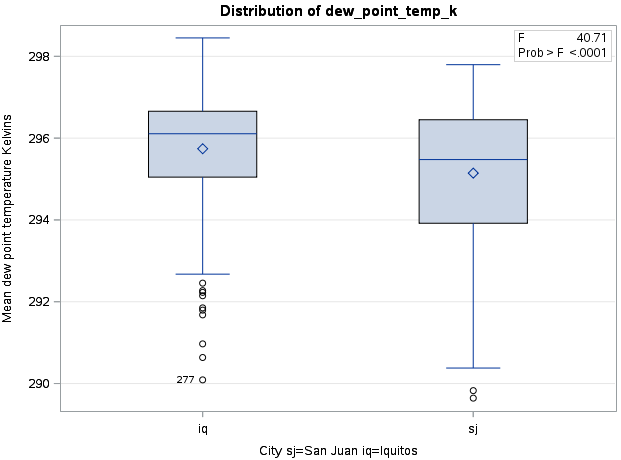 Distribution of dew_point_temp_k
F 40.71
Prob > F <.0001
298
296
294
292
290
Mean dew point temperature Kelvins
277
iq sj
City sj=San Juan iq=Iquitos